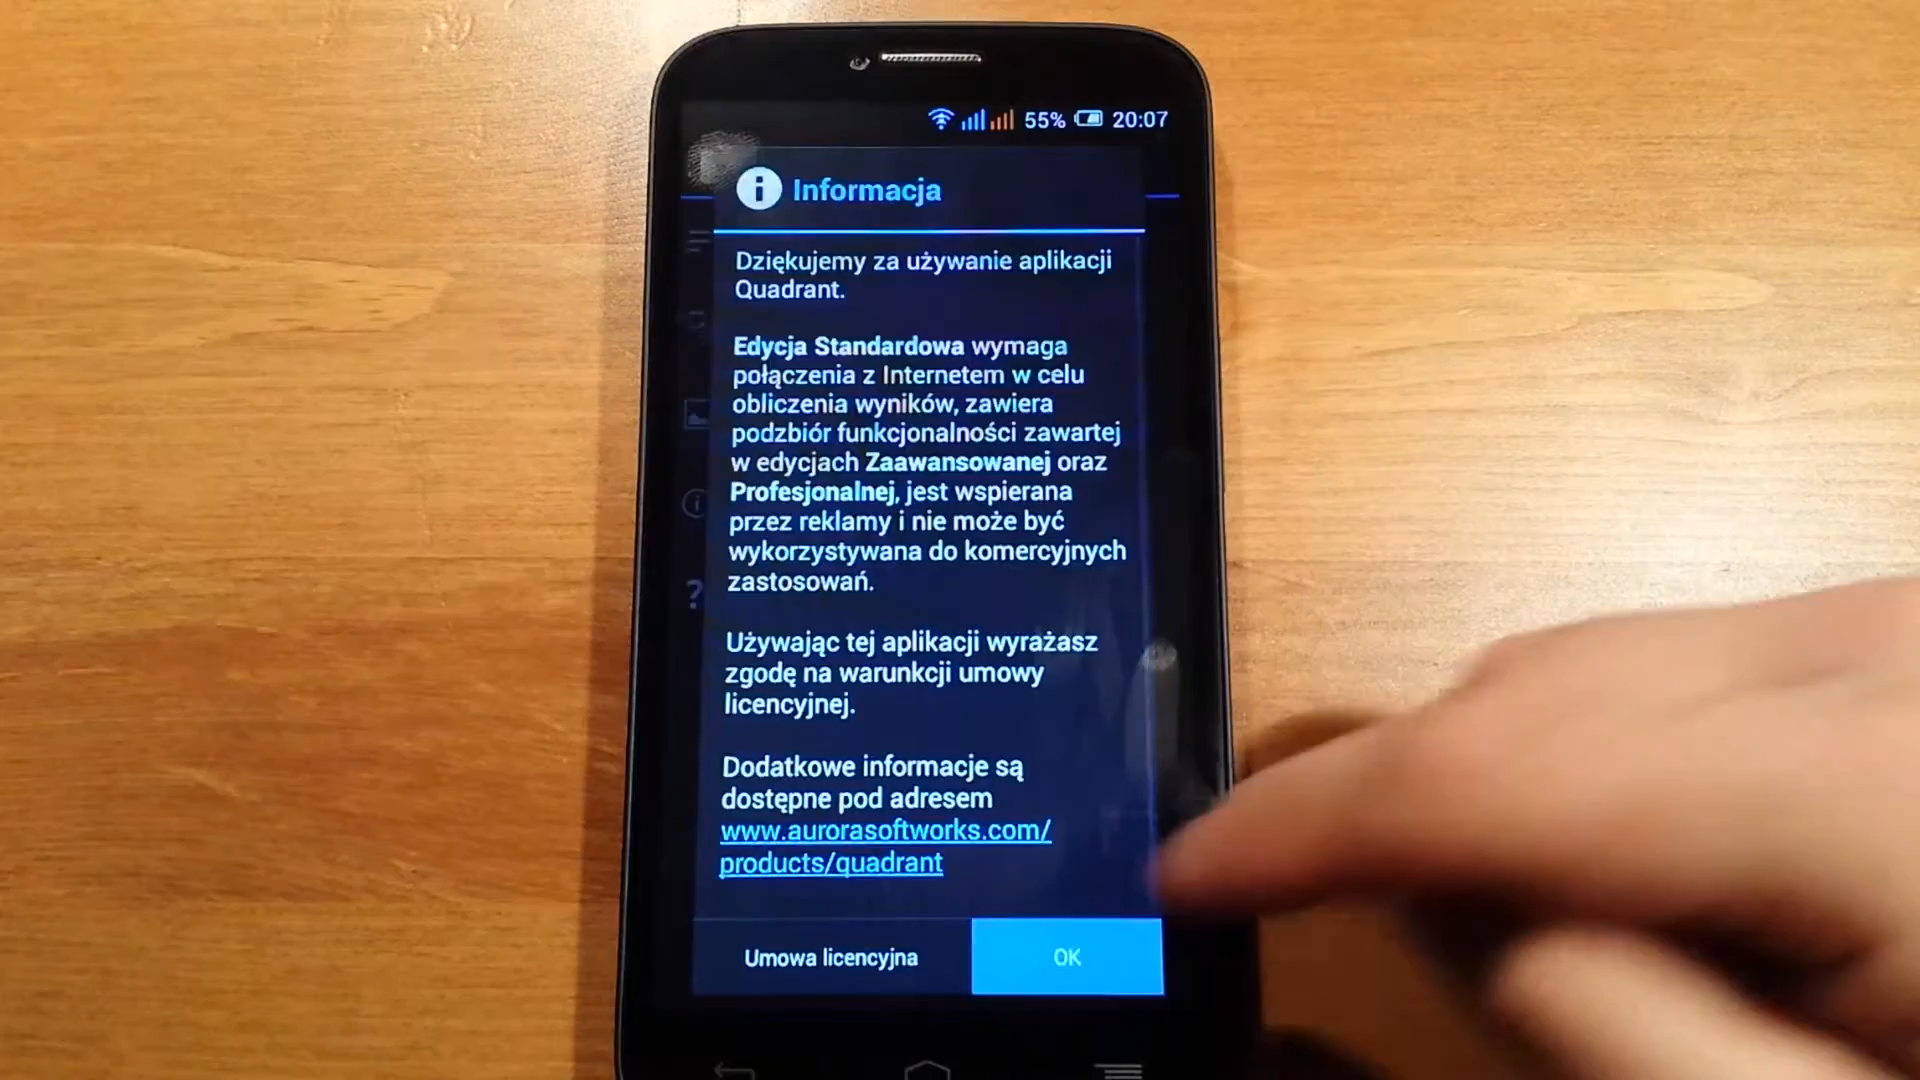 55% 20:07
Informacja
Dziękujemy za używanie aplikacji
Quadrant.
Edycja Standardowa wymaga
połączenia z Internetem w celu
obliczenia wyników, zawiera
podzbiór funkcjonalności zawartej
w edycjach Zaawansowanej oraz
Profesjonalnej, jest wspierana
przez reklamy i nie może być
wykorzystywana do komercyjnych
zastosowań.
Używając tej aplikacji wyrażasz
zgodę na warunkcji umowy
licencyjnej.
Dodatkowe informacje są
dostępne pod adresem
www.aurorasoftworks.com/
products/quadrant
Umowa licencyjna OK